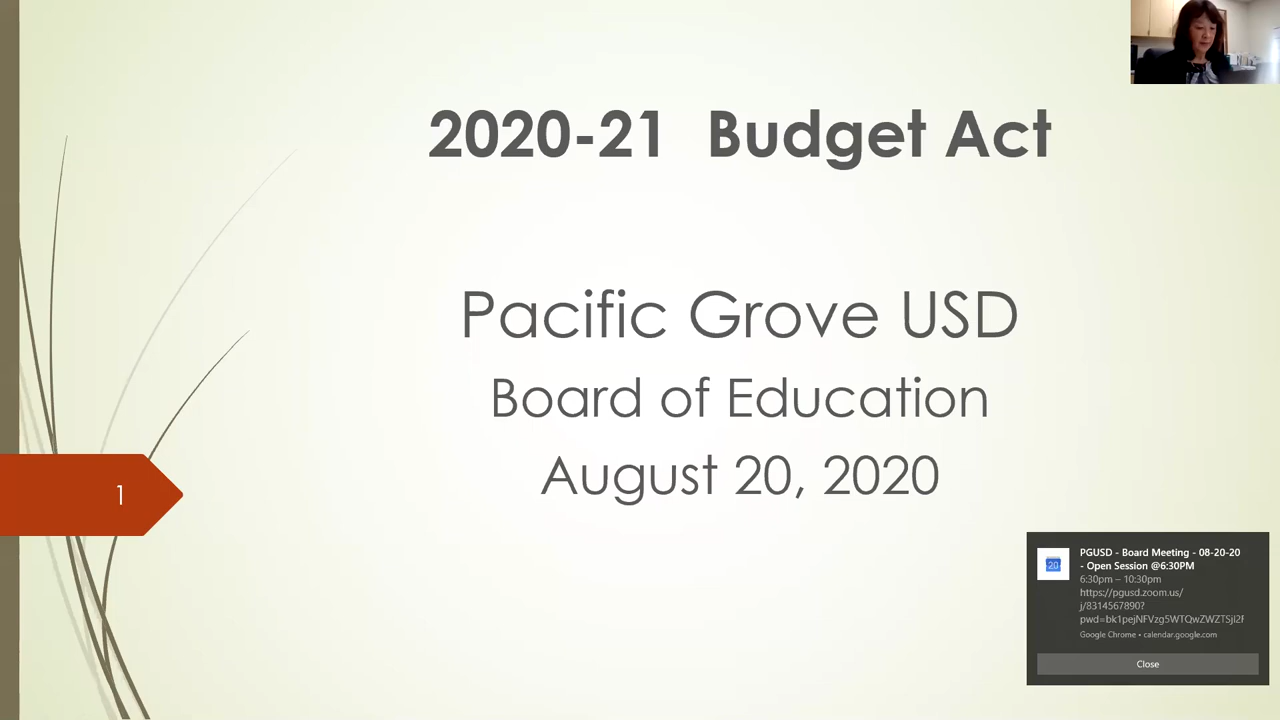 2020-21 Budget Act
Pacific Grove USD
Board of Education
August 20, 2020
1
PGUSD - Board Meeting - 08-20-20
- Open Session @6:30PM
6:30pm – 10:30pm
https://pgusd.zoom.us/
j/8314567890?
Google Chrome • calendar.google.com
Close
20